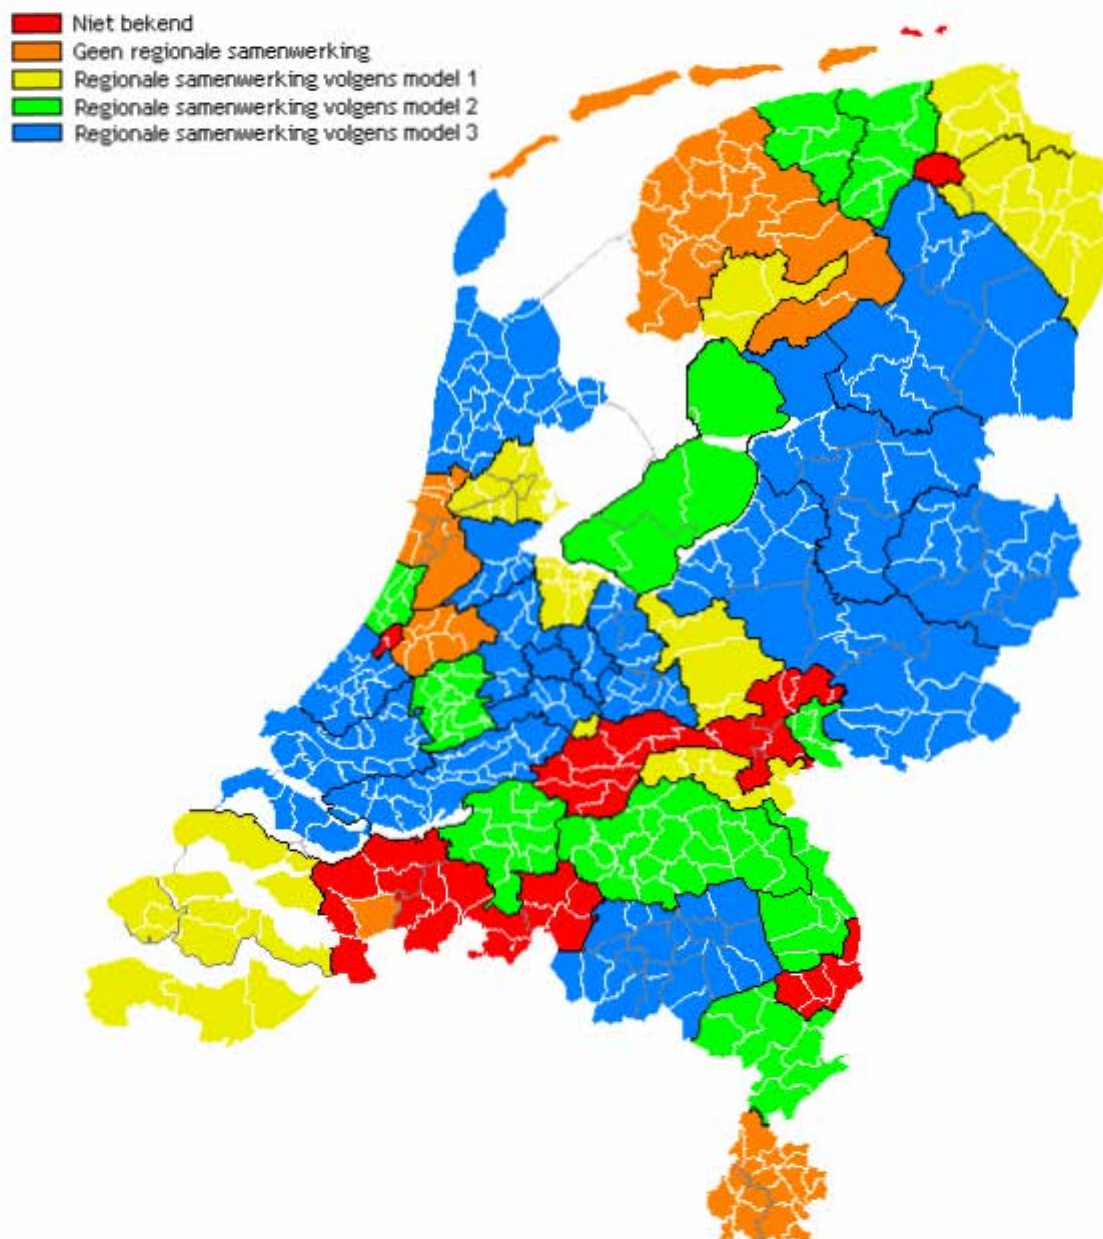 Niet bekend
Geen regionale samenwerking
Regionale samenwerking volgens model 1
Regionale samenwerking volgens model 2
Regionale samenwerking volgens model 3